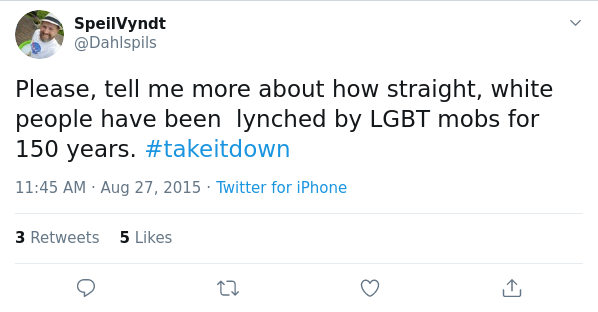 SpeilVyndt
@Dahlspils
Please, tell me more about how straight, white
people have been  lynched by LGBT mobs for
150 years. #takeitdown
11:45 AM · Aug 27, 2015 · Twitter for iPhone
3 Retweets 5 Likes